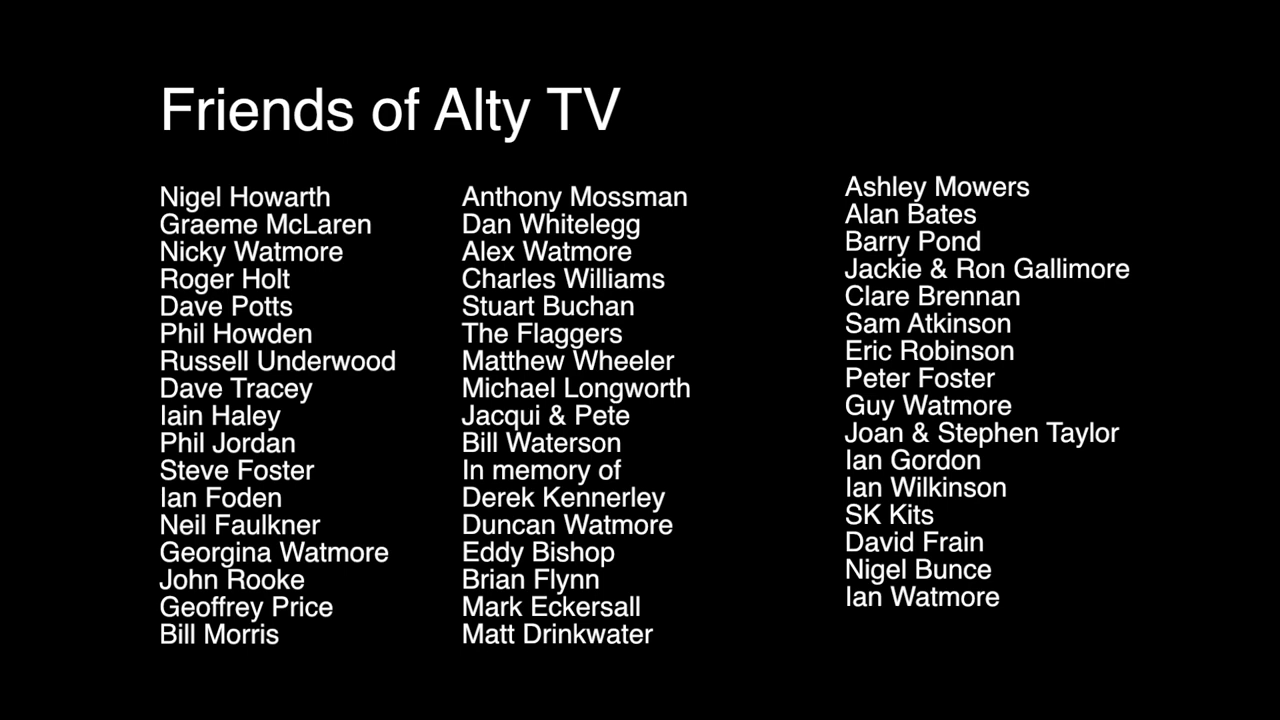 Friends of Alty TV
Nigel Howarth
Graeme McLaren
Nicky Watmore
Roger Holt
Dave Potts
Phil Howden
Russell Underwood
Dave Tracey
Iain Haley
Phil Jordan
Steve Foster
Ian Foden
Neil Faulkner
Georgina Watmore
John Rooke
Geoffrey Price
Bill Morris
Anthony Mossman
Dan Whitelegg
Alex Watmore
Charles Williams
Stuart Buchan
The Flaggers
Matthew Wheeler
Michael Longworth
Jacqui & Pete
Bill Waterson
In memory of
Derek Kennerley
Duncan Watmore
Eddy Bishop
Brian Flynn
Mark Eckersall
Matt Drinkwater
Ashley Mowers
Alan Bates
Barry Pond
Jackie & Ron Gallimore
Clare Brennan
Sam Atkinson
Eric Robinson
Peter Foster
Guy Watmore
Joan & Stephen Taylor
Ian Gordon
Ian Wilkinson
SK Kits
David Frain
Nigel Bunce
Ian Watmore